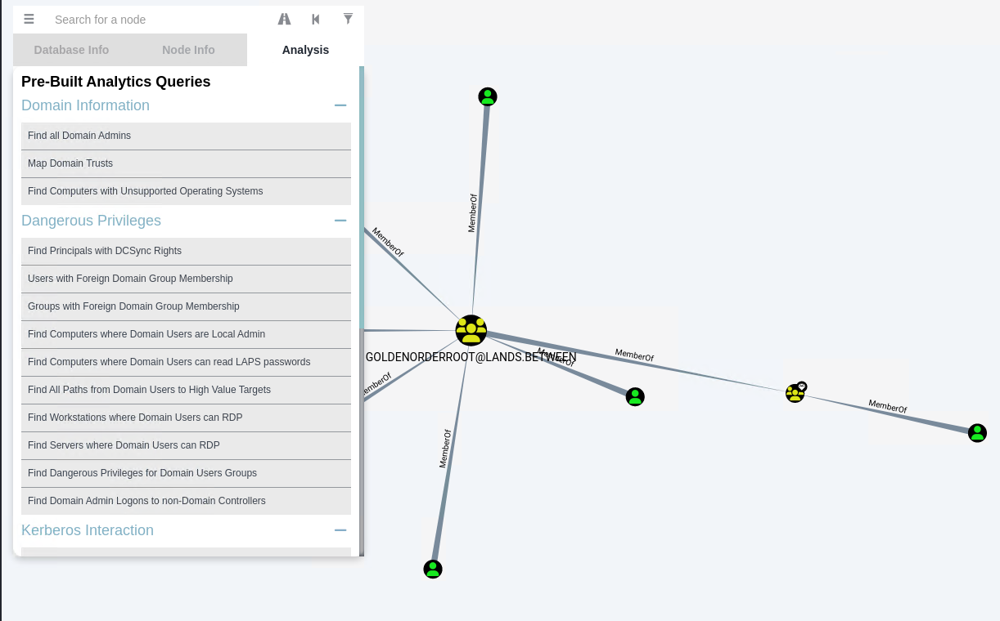 Search for a node
Database Info
Node Info
Analysis
Pre-Built Analytics Queries
Domain Information
Find all Domain Admins
Map Domain Trusts
Find Computers with Unsupported Operating Systems
Dangerous Privileges
Find Principals with DCSync Rights
Users with Foreign Domain Group Membership
Groups with Foreign Domain Group Membership
Find Computers where Domain Users are Local Admin
Find Computers where Domain Users can read LAPS passwords
Find All Paths from Domain Users to High Value Targets
Find Workstations where Domain Users can RDP
Find Servers where Domain Users can RDP
Find Dangerous Privileges for Domain Users Groups
Find Domain Admin Logons to non-Domain Controllers
Kerberos Interaction
MemberOf
MemberOf
GOLDENORDERROOT@LANDS.BETWEEN
MemberOf
MemberOf
emberOf
MemberOf
MemberOf